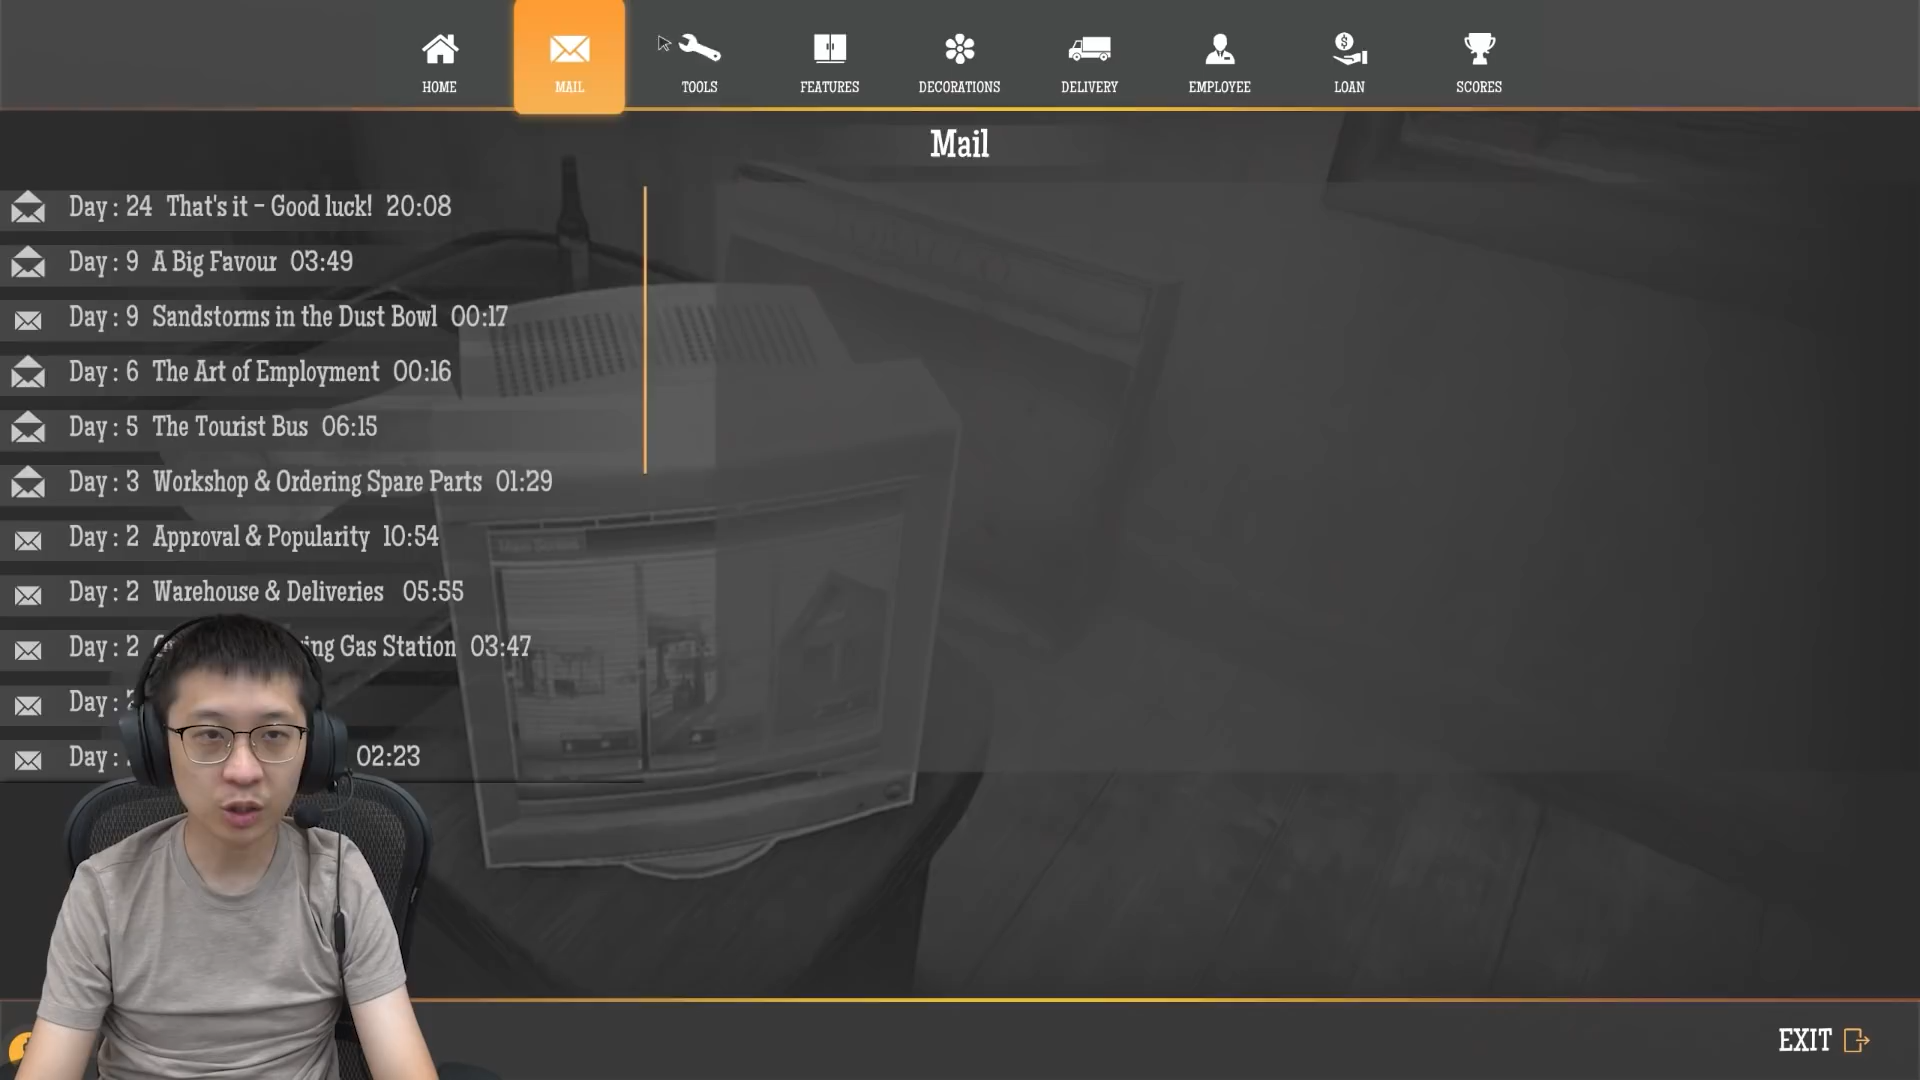 HOME
MAIL
TOOLS
FEATURES
DECORATIONS
DELIVERY
EMPLOYEE
LOAN
SCORES
Mail
Day : 24 That's it - Good luck! 20:08
Day : 9 A Big Favour 03:49
Day : 9 Sandstorms in the Dust Bowl 00:17
Day : 6 The Art of Employment 00:16
Day : 5 The Tourist Bus 06:15
Day : 3 Workshop & Ordering Spare Parts 01:29
Day : 2 Approval & Popularity 10:54
Day : 2 Warehouse & Deliveries 05:55
Day : 2 Gas Station 03:47
Day :
Day : 02:23
EXIT